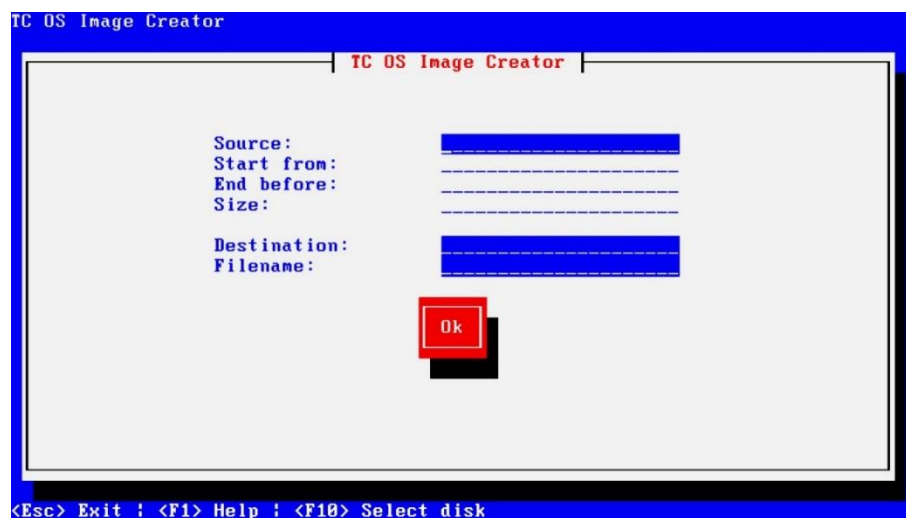 TC OS Image Creator
TC OS Image Creator
Source:
Start from:
End before:
Size:
Destination:
Filename:
Ok
<Esc> Exit ¦ <F1> Help ¦ <F10> Select disk